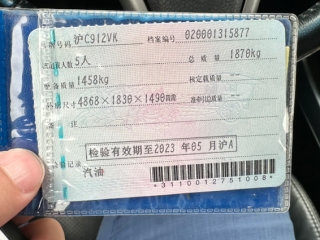 号牌号码 沪C912VK 档案编号 020001315877
核定载人数 5人 总质量 1870kg
整备质量 1458kg 核定载质量 --
外廓尺寸 4868×1830×1490mm 准牵引总质量 --
备注
检验有效期至2023年05月沪A
检验记录
汽油
*3110012751008*